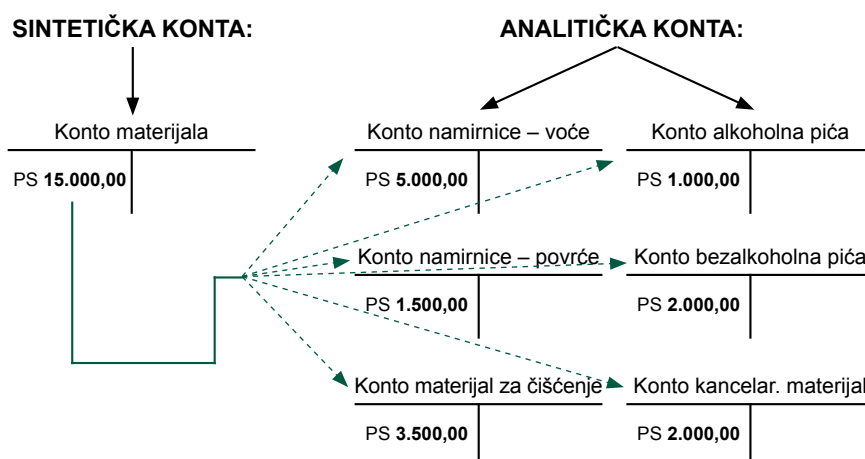 SINTETIČKA KONTA:
ANALITIČKA KONTA:
Konto materijala
Konto namirnice – voće
Konto alkoholna pića
PS 15.000,00
PS 5.000,00
PS 1.000,00
Konto namirnice – povrće
Konto bezalkoholna pića
PS 1.500,00
PS 2.000,00
Konto materijal za čišćenje
Konto kancelar. materijal
PS 3.500,00
PS 2.000,00